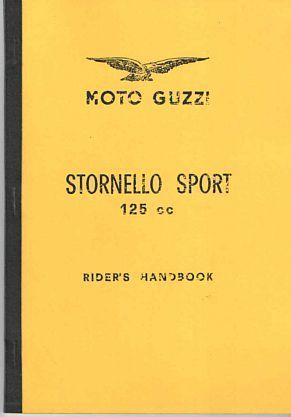 MOTO GUZZI
STORNELLO SPORT
125 cc
RIDER'S HANDBOOK